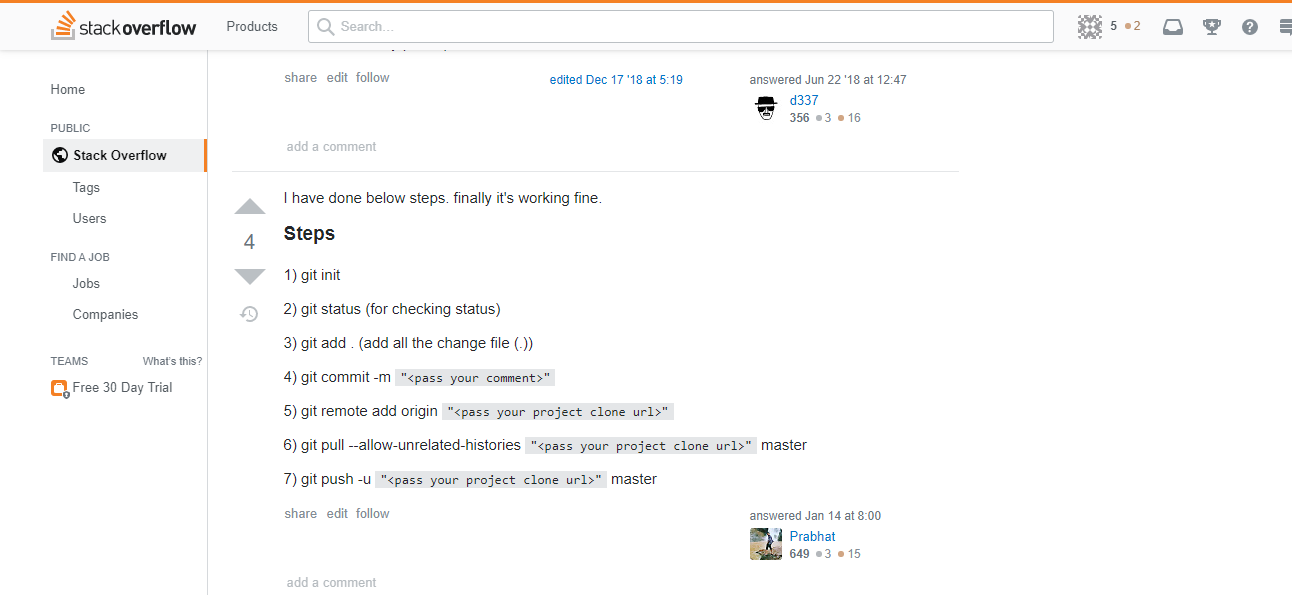 stackoverflow
Products
Search...
5 2
Home
PUBLIC
Stack Overflow
Tags
Users
FIND A JOB
Jobs
Companies
TEAMS What's this?
Free 30 Day Trial
share edit follow
edited Dec 17 '18 at 5:19
answered Jun 22 '18 at 12:47
d337
356 3 16
add a comment
4
I have done below steps. finally it's working fine.
Steps
1) git init
2) git status (for checking status)
3) git add . (add all the change file (.))
4) git commit -m "<pass your comment>"
5) git remote add origin "<pass your project clone url>"
6) git pull --allow-unrelated-histories "<pass your project clone url>" master
7) git push -u "<pass your project clone url>" master
share edit follow
answered Jan 14 at 8:00
Prabhat
649 3 15
add a comment